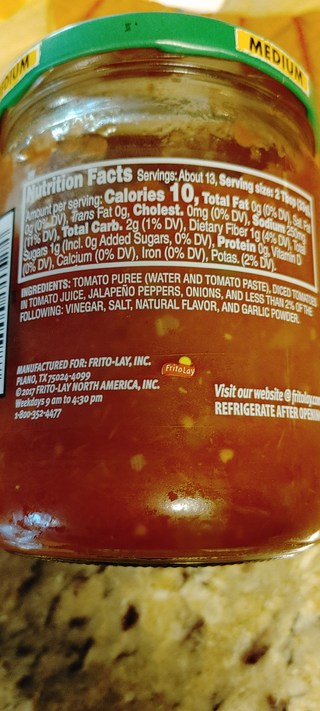 MEDIUM
Nutrition Facts Servings: About 13, Serving size: 2 Tbsp
Amount per serving: Calories 10, Total Fat 0g (0% DV), Sat. Fat
0g (0% DV), Trans Fat 0g, Cholest. 0mg (0% DV), Sodium
(11% DV), Total Carb. 2g (1% DV), Dietary Fiber 1g (4% DV), Total
Sugars 1g (Incl. 0g Added Sugars, 0% DV), Protein 0g, Vitamin D
(0% DV), Calcium (0% DV), Iron (0% DV), Potas. (2% DV).
INGREDIENTS: TOMATO PUREE (WATER AND TOMATO PASTE), DICED TOMATOES
IN TOMATO JUICE, JALAPEÑO PEPPERS, ONIONS, AND LESS THAN 2% OF THE
FOLLOWING: VINEGAR, SALT, NATURAL FLAVOR, AND GARLIC POWDER.
MANUFACTURED FOR: FRITO-LAY, INC.
PLANO, TX 75024-4099
© 2017 FRITO-LAY NORTH AMERICA, INC.
Weekdays 9 am to 4:30 pm
1-800-352-4477
Frito Lay
Visit our website @ fritolay.com
REFRIGERATE AFTER OPENING